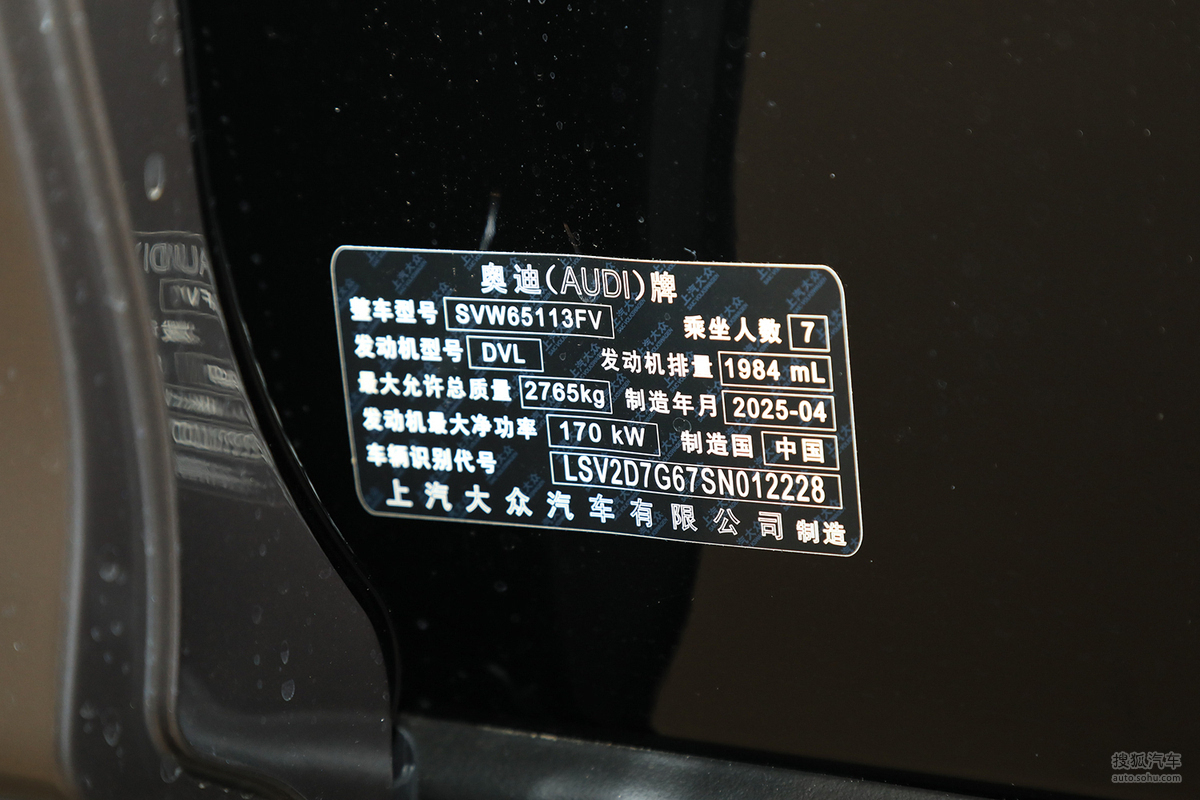 奥迪(AUDI)牌
整车型号 SVW65113FV 乘坐人数 7
发动机型号 DVL 发动机排量 1984 mL
最大允许总质量 2765kg 制造年月 2025-04
发动机最大净功率 170 kW 制造国 中国
车辆识别代号 LSV2D7G67SN012228
上汽大众汽车有限公司 制造
搜狐汽车
auto.sohu.com